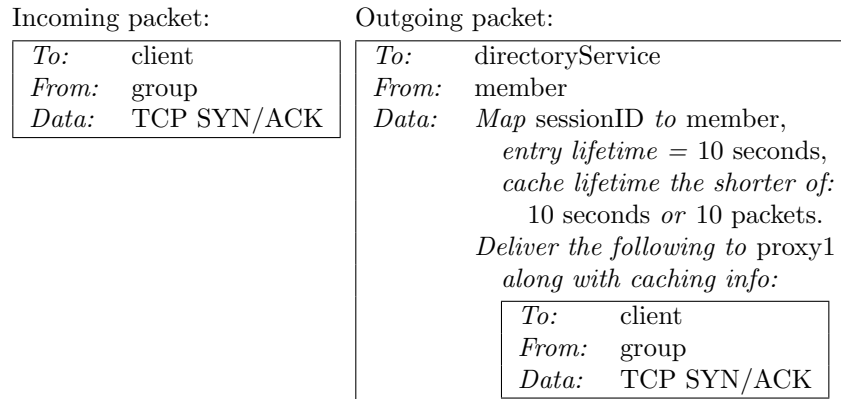 Incoming packet:
To: client
From: group
Data: TCP SYN/ACK
Outgoing packet:
To: directoryService
From: member
Data: Map sessionID to member,
entry lifetime = 10 seconds,
cache lifetime the shorter of:
10 seconds or 10 packets.
Deliver the following to proxy1
along with caching info:
To: client
From: group
Data: TCP SYN/ACK